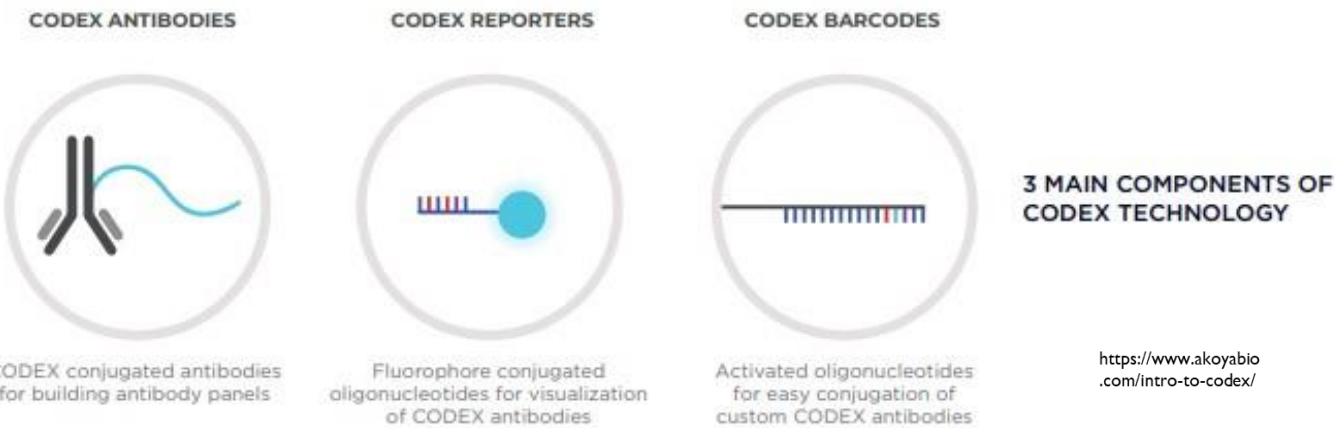 CODEX ANTIBODIES
CODEX REPORTERS
CODEX BARCODES
3 MAIN COMPONENTS OF
CODEX TECHNOLOGY
CODEX conjugated antibodies
for building antibody panels
Fluorophore conjugated
oligonucleotides for visualization
of CODEX antibodies
Activated oligonucleotides
for easy conjugation of
custom CODEX antibodies
https://www.akoyabio
.com/intro-to-codex/